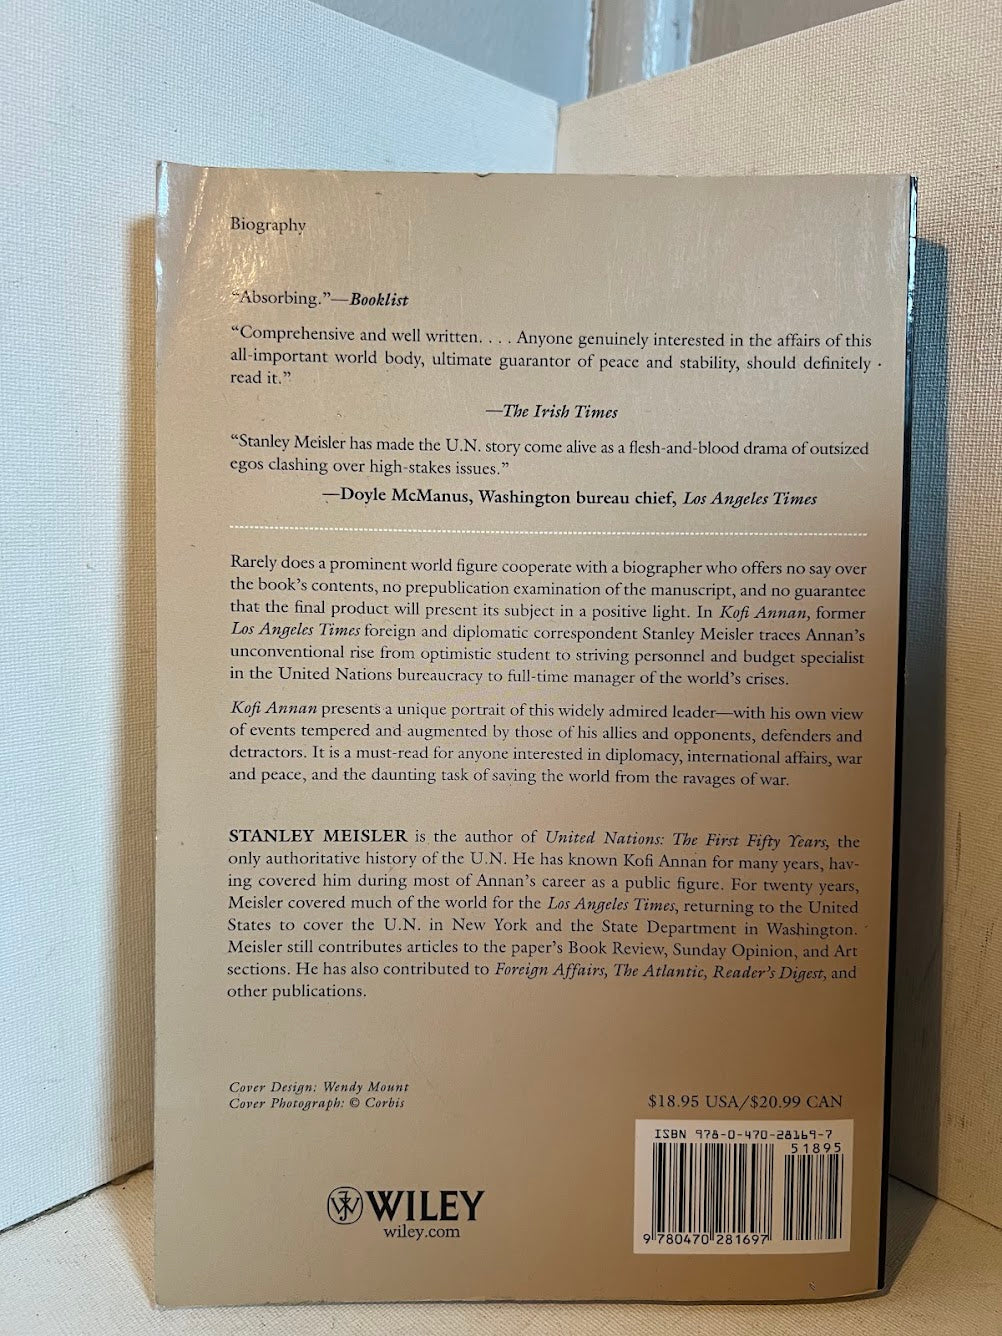 Biography
“Absorbing.”—Booklist
“Comprehensive and well written. . . . Anyone genuinely interested in the affairs of this
all-important world body, ultimate guarantor of peace and stability, should definitely
read it.”
—The Irish Times
“Stanley Meisler has made the U.N. story come alive as a flesh-and-blood drama of outsized
egos clashing over high-stakes issues.”
—Doyle McManus, Washington bureau chief, Los Angeles Times
Rarely does a prominent world figure cooperate with a biographer who offers no say over
the book’s contents, no prepublication examination of the manuscript, and no guarantee
that the final product will present its subject in a positive light. In Kofi Annan, former
Los Angeles Times foreign and diplomatic correspondent Stanley Meisler traces Annan’s
unconventional rise from optimistic student to striving personnel and budget specialist
in the United Nations bureaucracy to full-time manager of the world’s crises.
Kofi Annan presents a unique portrait of this widely admired leader—with his own view
of events tempered and augmented by those of his allies and opponents, defenders and
detractors. It is a must-read for anyone interested in diplomacy, international affairs, war
and peace, and the daunting task of saving the world from the ravages of war.
STANLEY MEISLER is the author of United Nations: The First Fifty Years, the
only authoritative history of the U.N. He has known Kofi Annan for many years, hav-
ing covered him during most of Annan’s career as a public figure. For twenty years,
Meisler covered much of the world for the Los Angeles Times, returning to the United
States to cover the U.N. in New York and the State Department in Washington.
Meisler still contributes articles to the paper’s Book Review, Sunday Opinion, and Art
sections. He has also contributed to Foreign Affairs, The Atlantic, Reader’s Digest, and
other publications.
Cover Design: Wendy Mount
Cover Photograph: © Corbis
$18.95 USA/$20.99 CAN
ISBN 978-0-470-28169-7
51895
9 780470 281697
WILEY
wiley.com